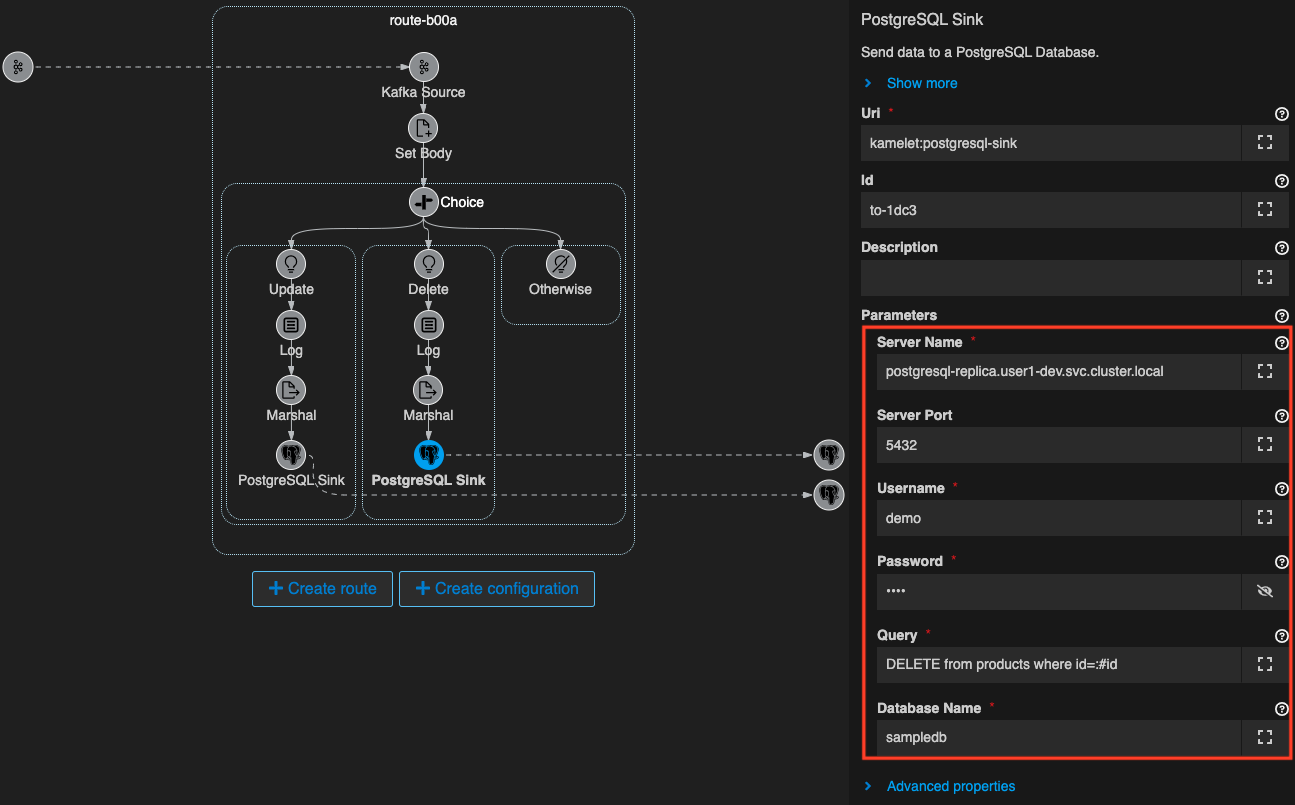 route-b00a
Kafka Source
Set Body
Choice
Update
Delete
Otherwise
Log
Log
Marshal
Marshal
PostgreSQL Sink
PostgreSQL Sink
Create route
Create configuration
PostgreSQL Sink
Send data to a PostgreSQL Database.
Show more
Uri *
kamelet:postgresql-sink
Id
to-1dc3
Description
Parameters
Server Name *
postgresql-replica.user1-dev.svc.cluster.local
Server Port
5432
Username *
demo
Password *
••••
Query *
DELETE from products where id=:#id
Database Name *
sampledb
Advanced properties